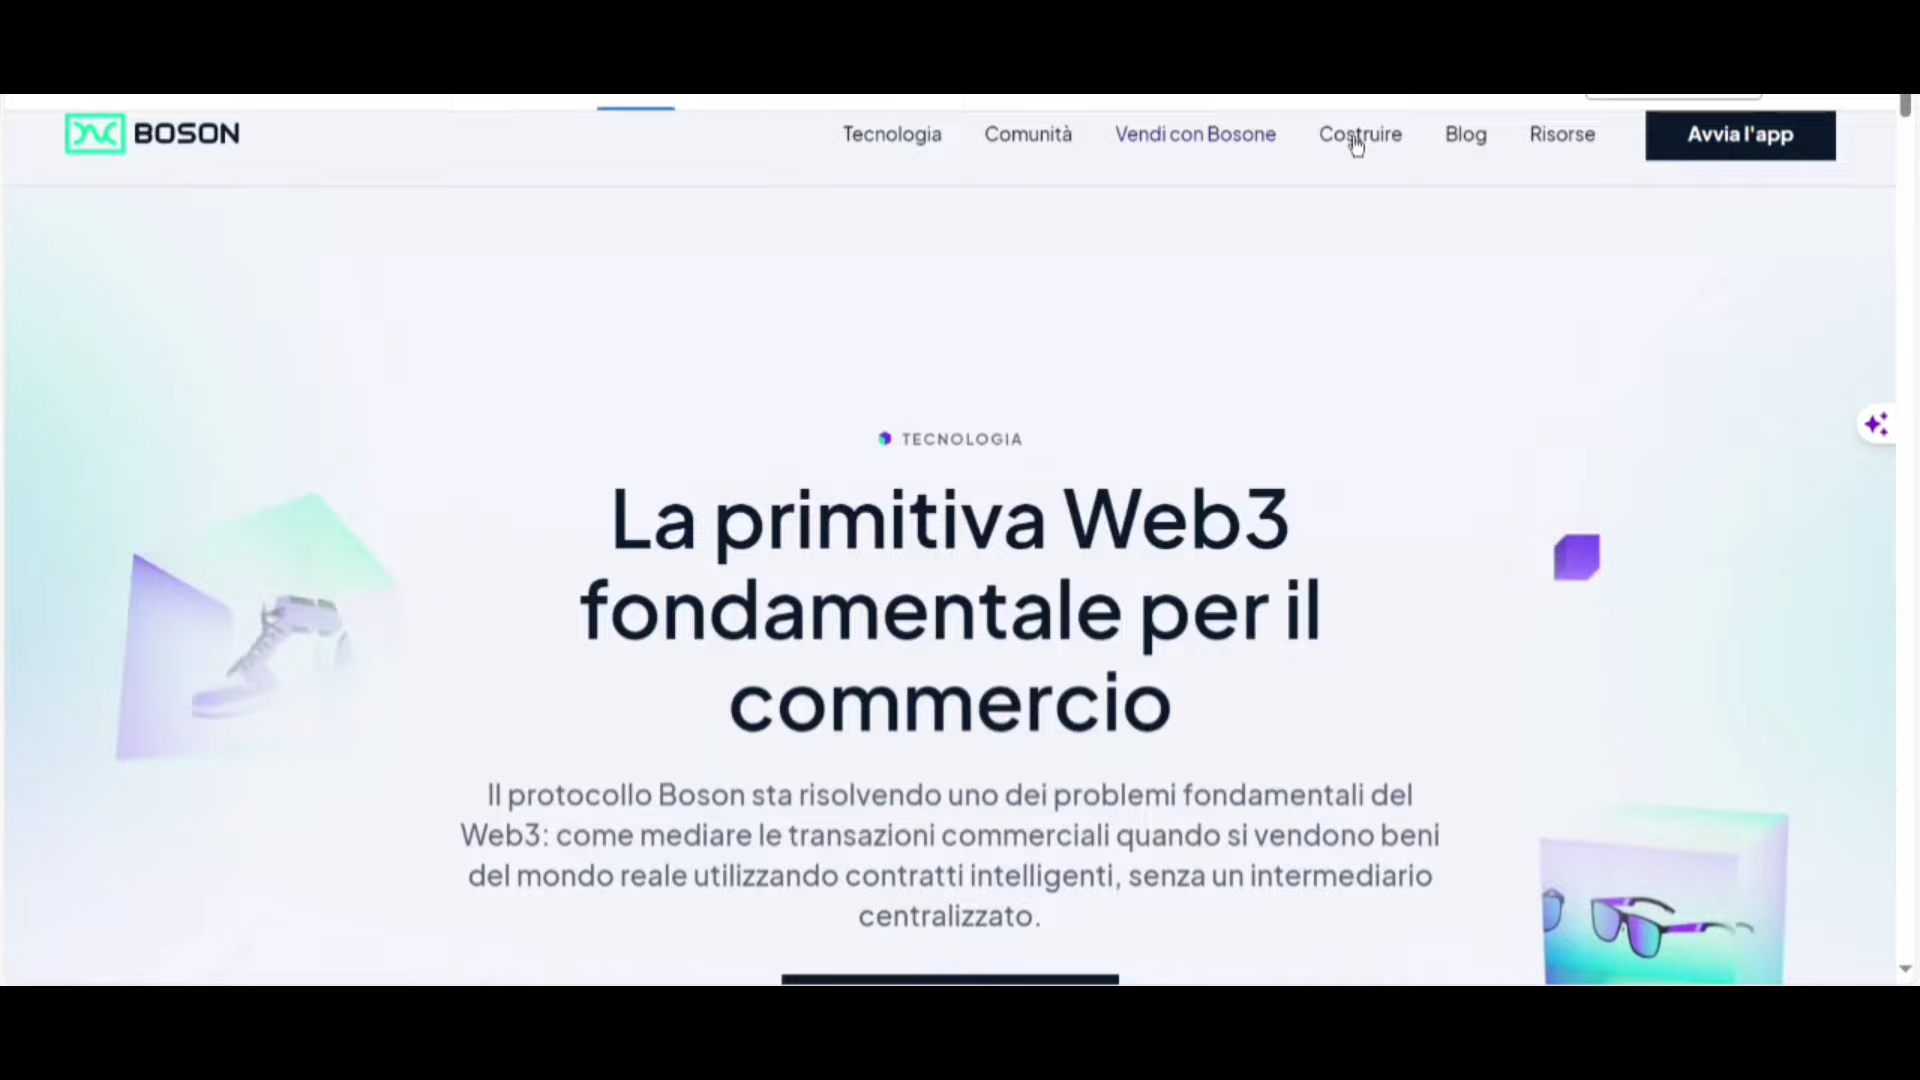 BOSON
Tecnologia Comunità Vendi con Bosone Costruire Blog Risorse Avvia l'app
TECNOLOGIA
La primitiva Web3
fondamentale per il
commercio
Il protocollo Boson sta risolvendo uno dei problemi fondamentali del
Web3: come mediare le transazioni commerciali quando si vendono beni
del mondo reale utilizzando contratti intelligenti, senza un intermediario
centralizzato.